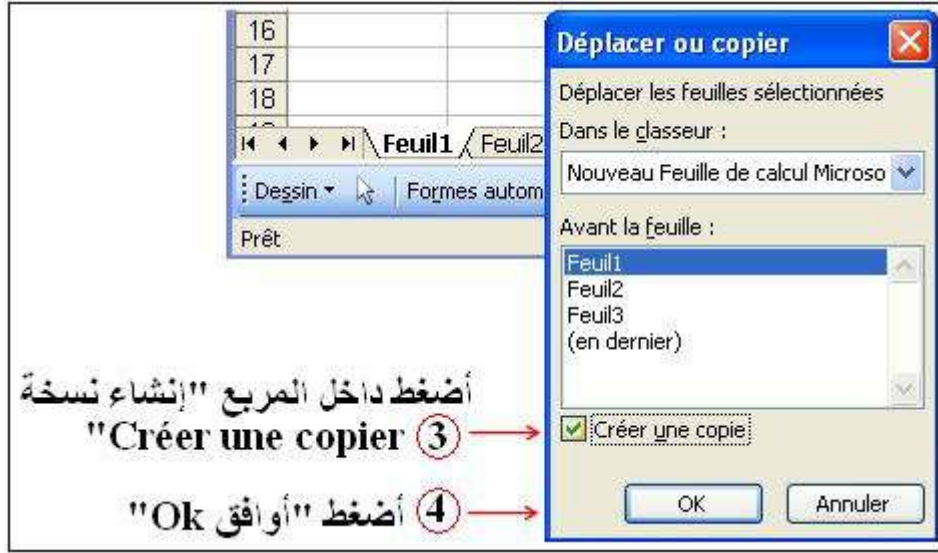 16
17
18
Feuil1 Feuil2
Dessin Formes autom
Prêt
Déplacer ou copier
Déplacer les feuilles sélectionnées
Dans le classeur :
Nouveau Feuille de calcul Microso
Avant la feuille :
Feuil1
Feuil2
Feuil3
(en dernier)
Créer une copie
OK Annuler
أضغط داخل المربع "إنشاء نسخة
"Créer une copier 3
4 أضغط "أوافق Ok"